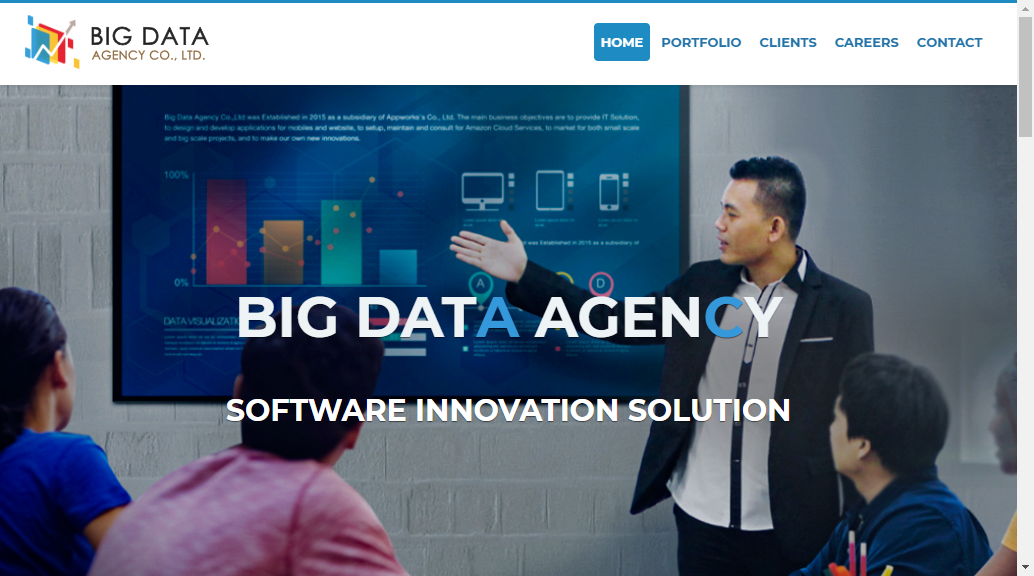 BIG DATA
AGENCY CO., LTD.
HOME PORTFOLIO CLIENTS CAREERS CONTACT
Big Data Agency Co.,Ltd was Established in 2015 as a subsidiary of Appworks's Co., Ltd. The main business objectives are to provide IT Solution,
to design and develop applications for mobiles and website, to setup, maintain and consult for Amazon Cloud Services, to market for both small scale
and big scale projects, and to make our own new innovations.
100%
t was Established in 2015 as a subsidiary of
0%
A
D
BIG DATA AGENCY
DATA VISUALIZATI
SOFTWARE INNOVATION SOLUTION